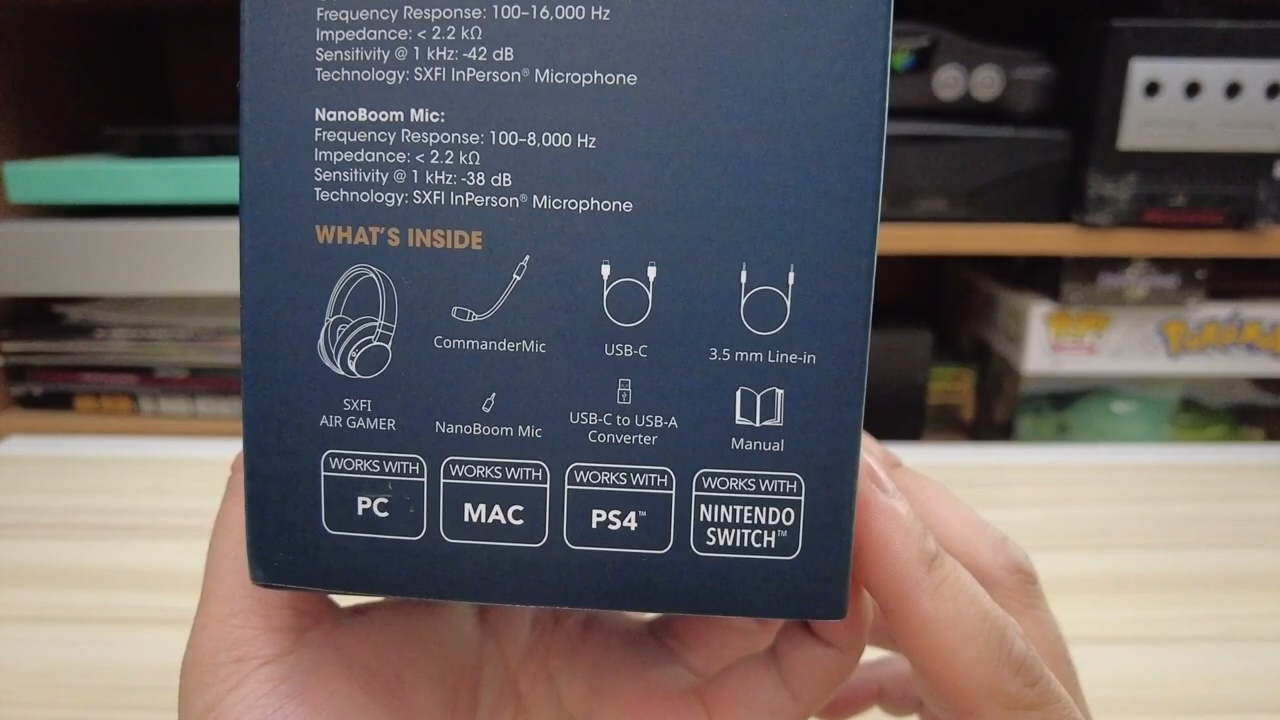 Frequency Response: 100–16,000 Hz
Impedance: < 2.2 kΩ
Sensitivity @ 1 kHz: -42 dB
Technology: SXFI InPerson® Microphone
NanoBoom Mic:
Frequency Response: 100–8,000 Hz
Impedance: < 2.2 kΩ
Sensitivity @ 1 kHz: -38 dB
Technology: SXFI InPerson® Microphone
WHAT'S INSIDE
SXFI
AIR GAMER
CommanderMic
USB-C
3.5 mm Line-in
NanoBoom Mic
USB-C to USB-A
Converter
Manual
WORKS WITH
PC
WORKS WITH
MAC
WORKS WITH
PS4™
WORKS WITH
NINTENDO
SWITCH™
POP!
Pokémon